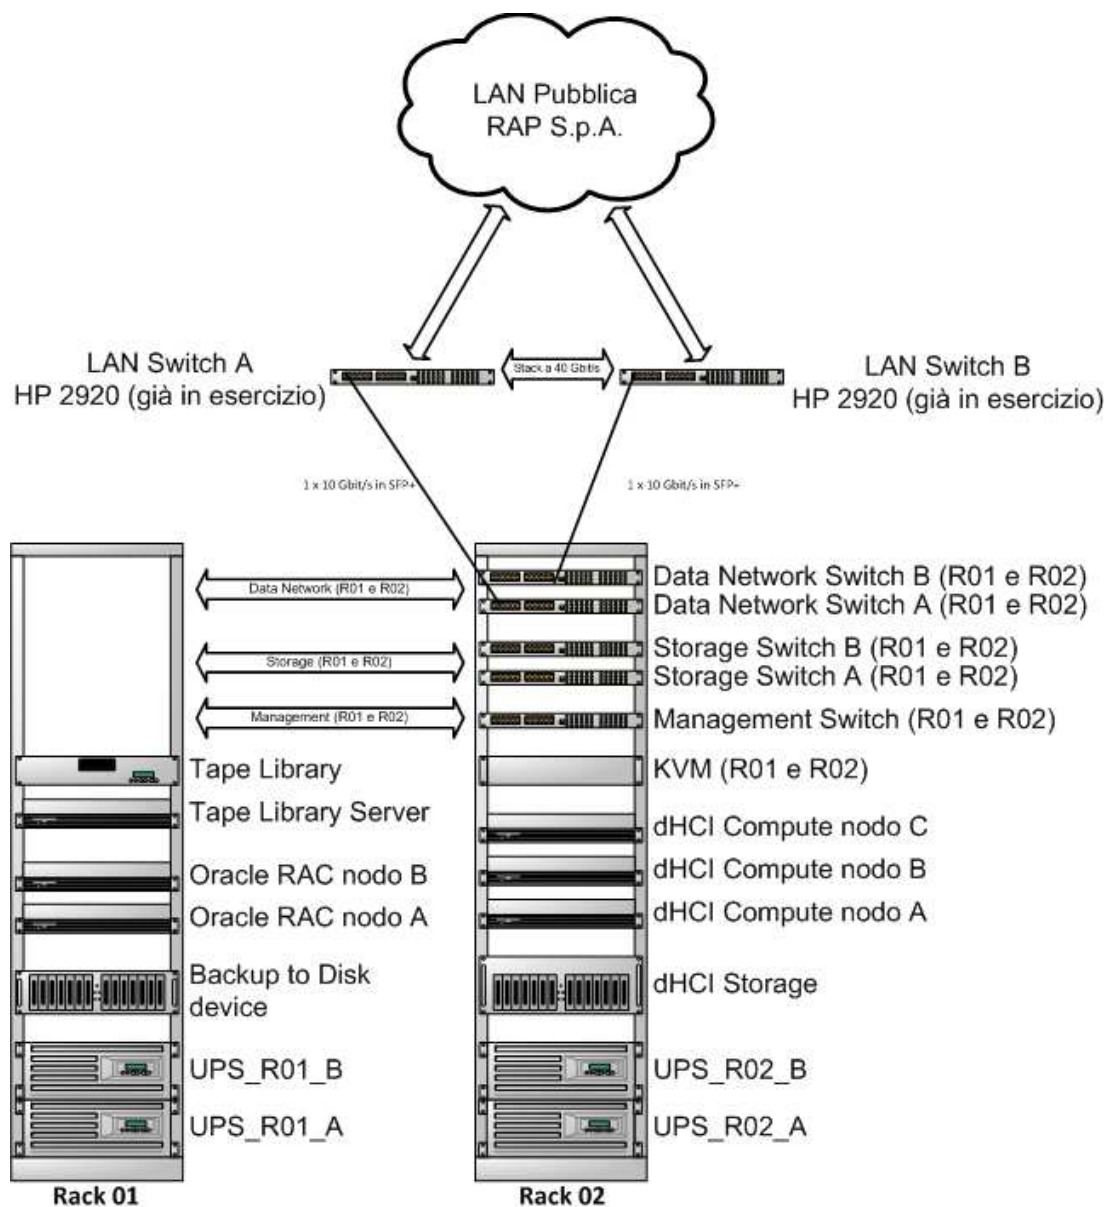 LAN Pubblica
RAP S.p.A.
LAN Switch A
HP 2920 (già in esercizio)
Stack a 40 Gbit/s
LAN Switch B
HP 2920 (già in esercizio)
1 x 10 Gbit/s in SFP+
1 x 10 Gbit/s in SFP+
Data Network (R01 e R02)
Storage (R01 e R02)
Management (R01 e R02)
Data Network Switch B (R01 e R02)
Data Network Switch A (R01 e R02)
Storage Switch B (R01 e R02)
Storage Switch A (R01 e R02)
Management Switch (R01 e R02)
Tape Library
Tape Library Server
Oracle RAC nodo B
Oracle RAC nodo A
Backup to Disk
device
UPS_R01_B
UPS_R01_A
KVM (R01 e R02)
dHCI Compute nodo C
dHCI Compute nodo B
dHCI Compute nodo A
dHCI Storage
UPS_R02_B
UPS_R02_A
Rack 01
Rack 02